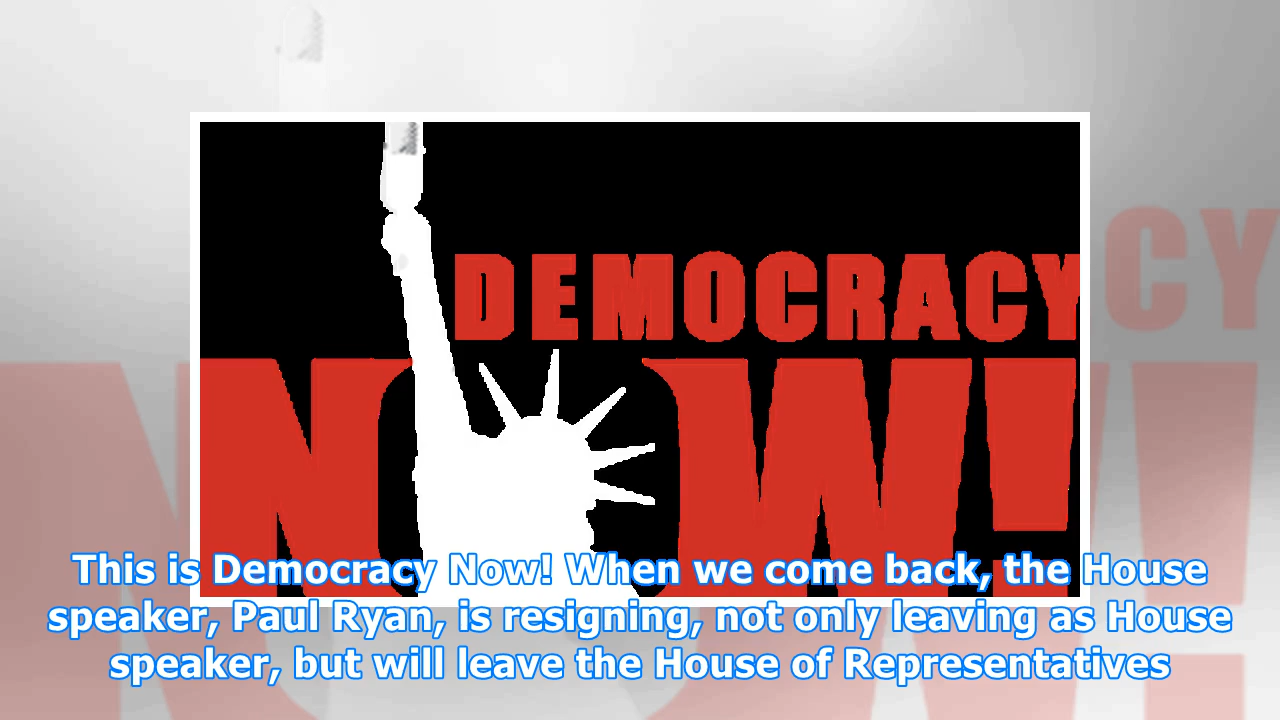 DEMOCRACY
NOW!
This is Democracy Now! When we come back, the House
speaker, Paul Ryan, is resigning, not only leaving as House
speaker, but will leave the House of Representatives